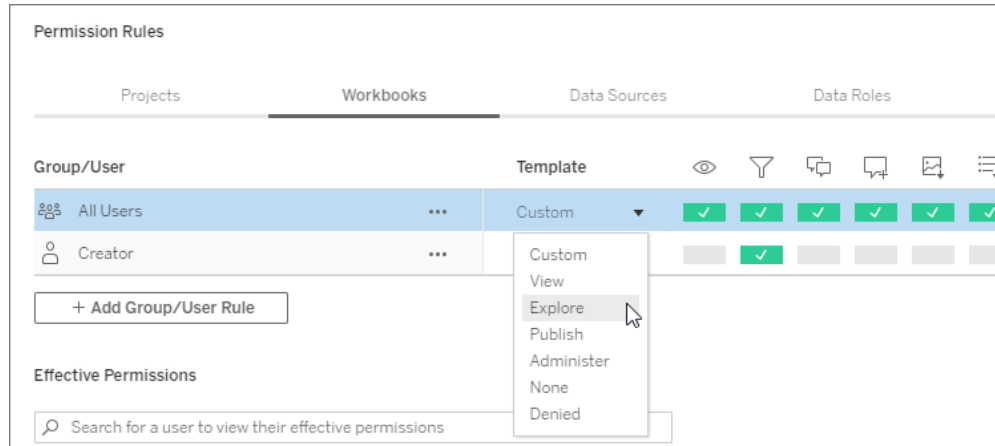 Permission Rules
Projects Workbooks Data Sources Data Roles
Group/User Template
All Users ••• Custom
Creator •••
Custom
View
Explore
Publish
Administer
None
Denied
+ Add Group/User Rule
Effective Permissions
Search for a user to view their effective permissions